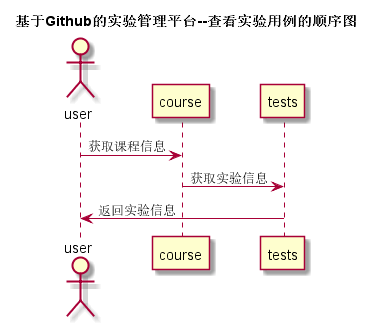 基于Github的实验管理平台--查看实验用例的顺序图
user
course
tests
获取课程信息
获取实验信息
返回实验信息
user
course
tests